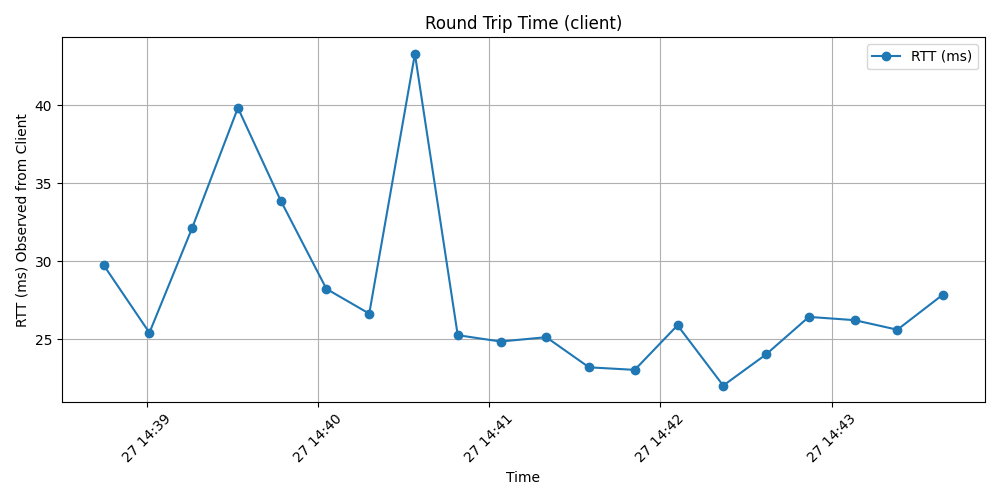 Round Trip Time (client)
RTT (ms)
RTT (ms) Observed from Client
40
35
30
25
27 14:39
27 14:40
27 14:41
27 14:42
27 14:43
Time